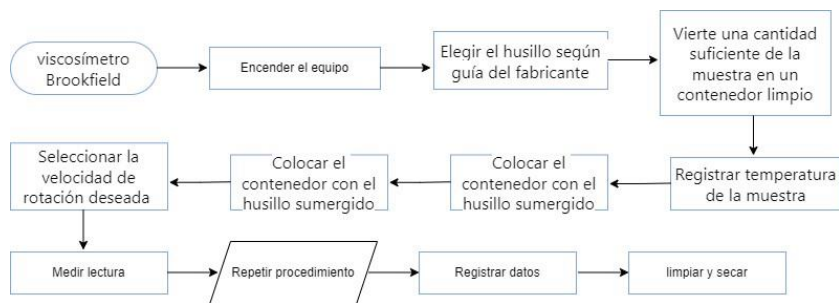 viscosímetro
Brookfield
Encender el equipo
Elegir el husillo según
guía del fabricante
Vierte una cantidad
suficiente de la
muestra en un
contenedor limpio
Registrar temperatura
de la muestra
Colocar el
contenedor con el
husillo sumergido
Colocar el
contenedor con el
husillo sumergido
Seleccionar la
velocidad de
rotación deseada
Medir lectura
Repetir procedimiento
Registrar datos
limpiar y secar